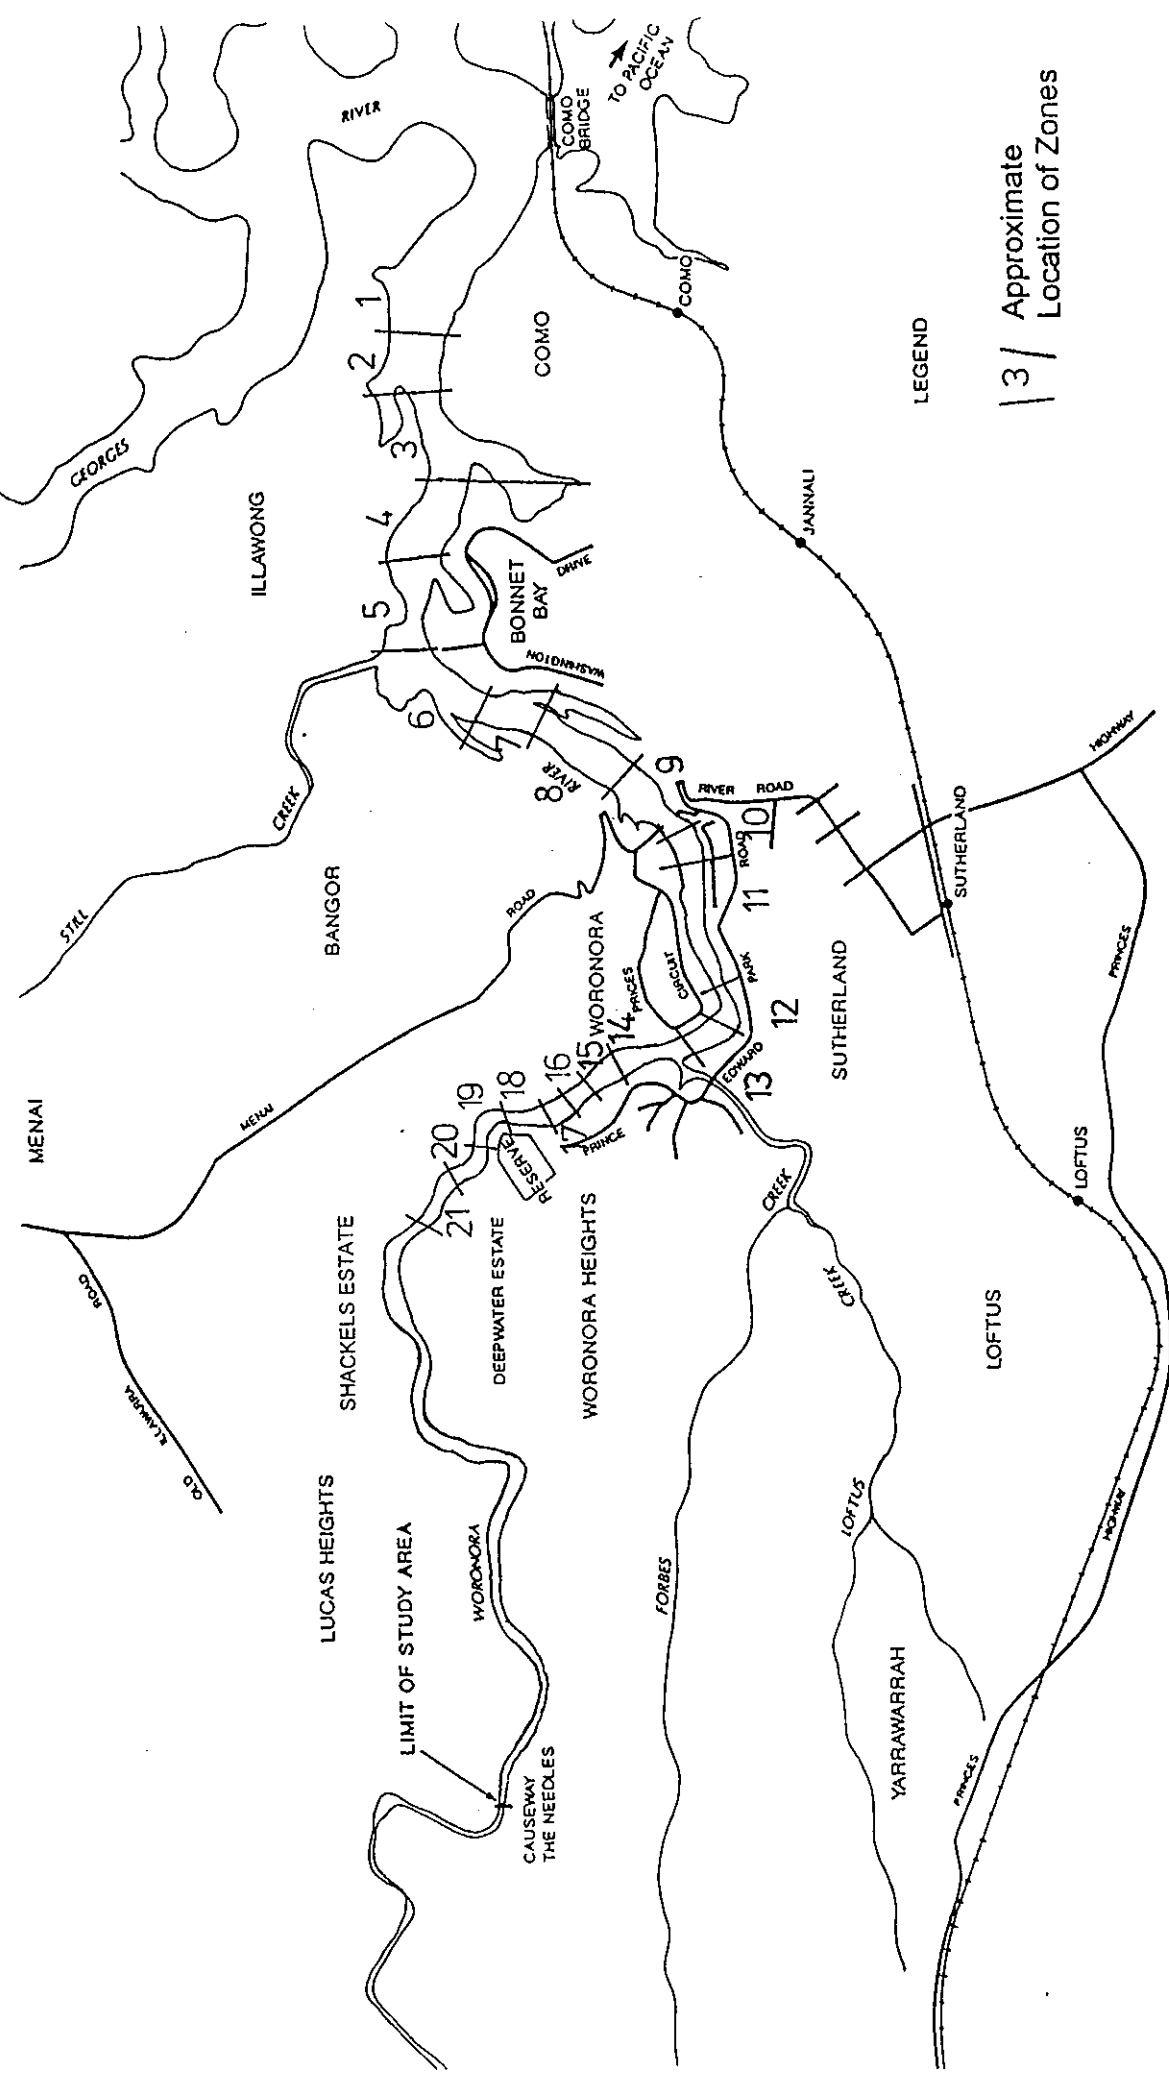 RIVER
TO PACIFIC
OCEAN
COMO
BRIDGE
GEORGES
1
2
3
4
5
6
7
8
9
10
11
12
13
14
15
16
17
18
19
20
21
ILLAWONG
COMO
COMO
LEGEND
|3/ Approximate
Location of Zones
JANNALI
BONNET
BAY
DRIVE
WASHINGTON
CREEK
STILL
BANGOR
RIVER
RIVER ROAD
ROAD
HIGHWAY
SUTHERLAND
PRINCES
ROAD
MENAI
MENAI
WORONORA
PRICES
CIRCUIT
PARK
EDWARD
PRINCE
SUTHERLAND
RESERVE
SHACKELS ESTATE
DEEPWATER ESTATE
WORONORA HEIGHTS
CREEK
CREEK
LOFTUS
LOFTUS
LOFTUS
ROAD
ILLAWARRA
OLD
LUCAS HEIGHTS
LIMIT OF STUDY AREA
WORONORA
CAUSEWAY
THE NEEDLES
FORBES
YARRAWARRAH
HIGHWAY
PRINCES